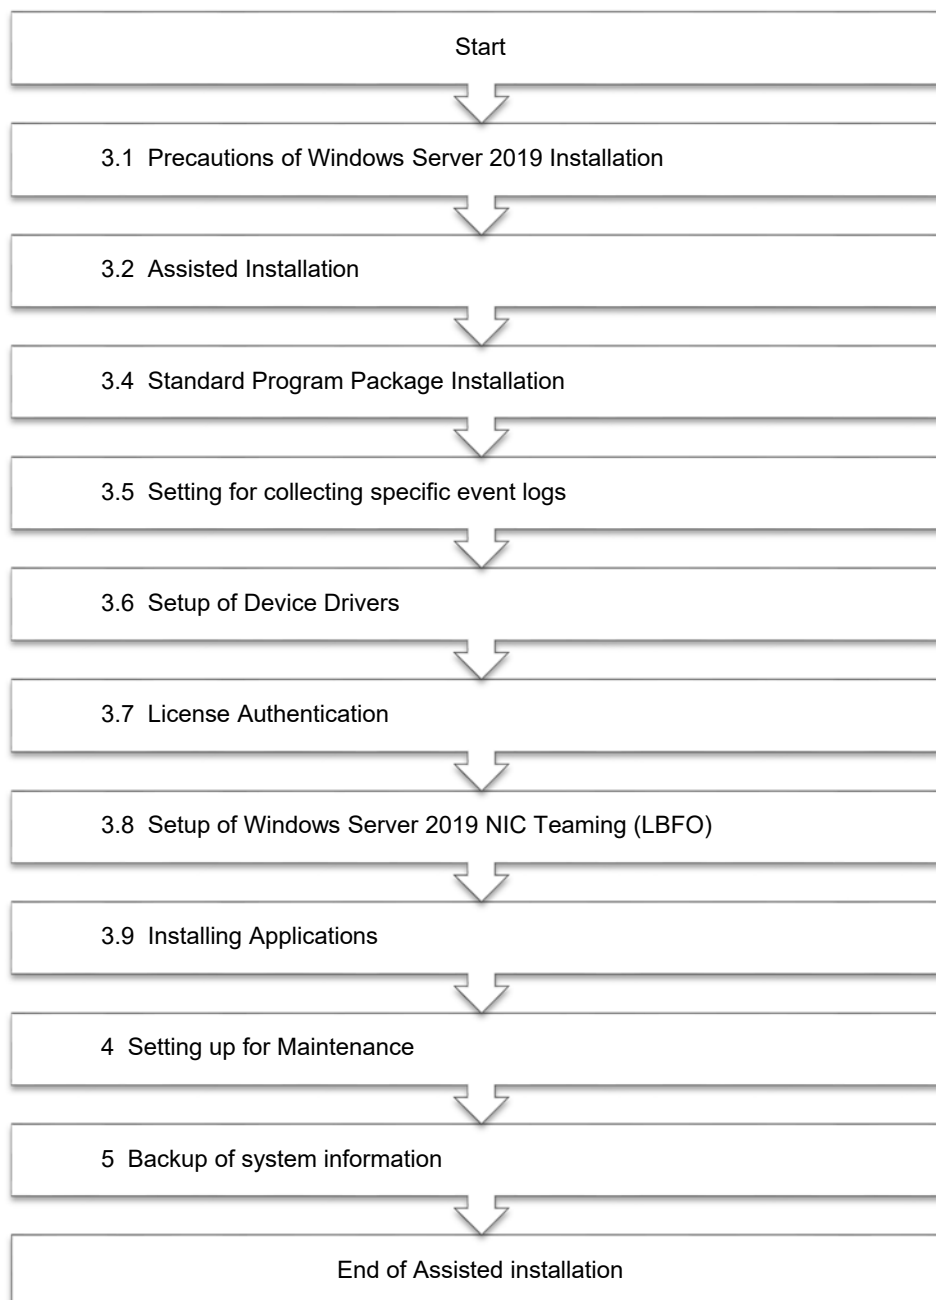 Start
3.1 Precautions of Windows Server 2019 Installation
3.2 Assisted Installation
3.4 Standard Program Package Installation
3.5 Setting for collecting specific event logs
3.6 Setup of Device Drivers
3.7 License Authentication
3.8 Setup of Windows Server 2019 NIC Teaming (LBFO)
3.9 Installing Applications
4 Setting up for Maintenance
5 Backup of system information
End of Assisted installation